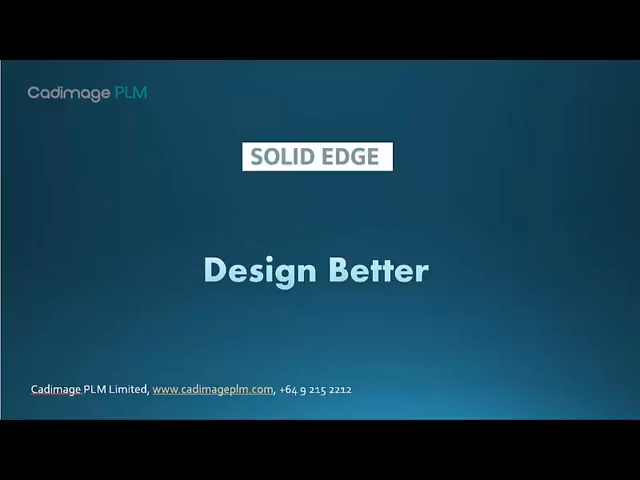 Cadimage PLM
SOLID EDGE
Design Better
Cadimage PLM Limited, www.cadimageplm.com, +64 9 215 2212